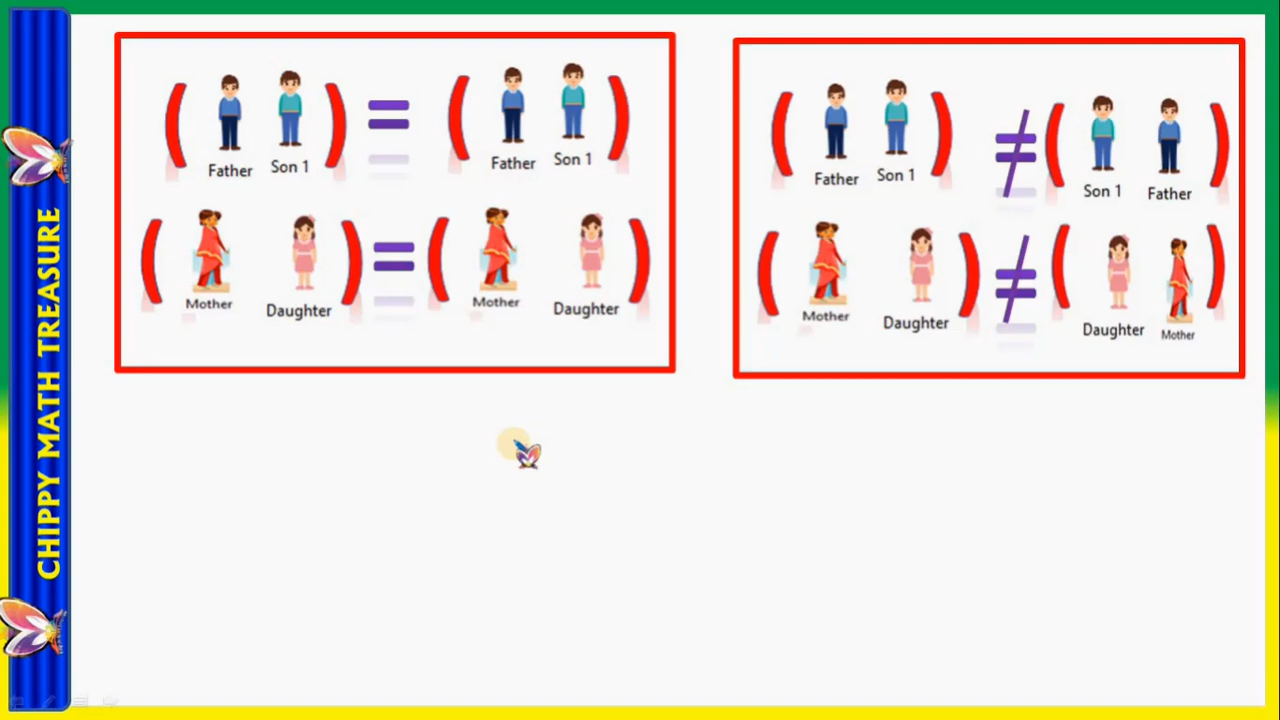 CHIPPY MATH TREASURE
( Father Son 1 ) = ( Father Son 1 )
( Mother Daughter ) = ( Mother Daughter )
( Father Son 1 ) ≠ ( Son 1 Father )
( Mother Daughter ) ≠ ( Daughter Mother )